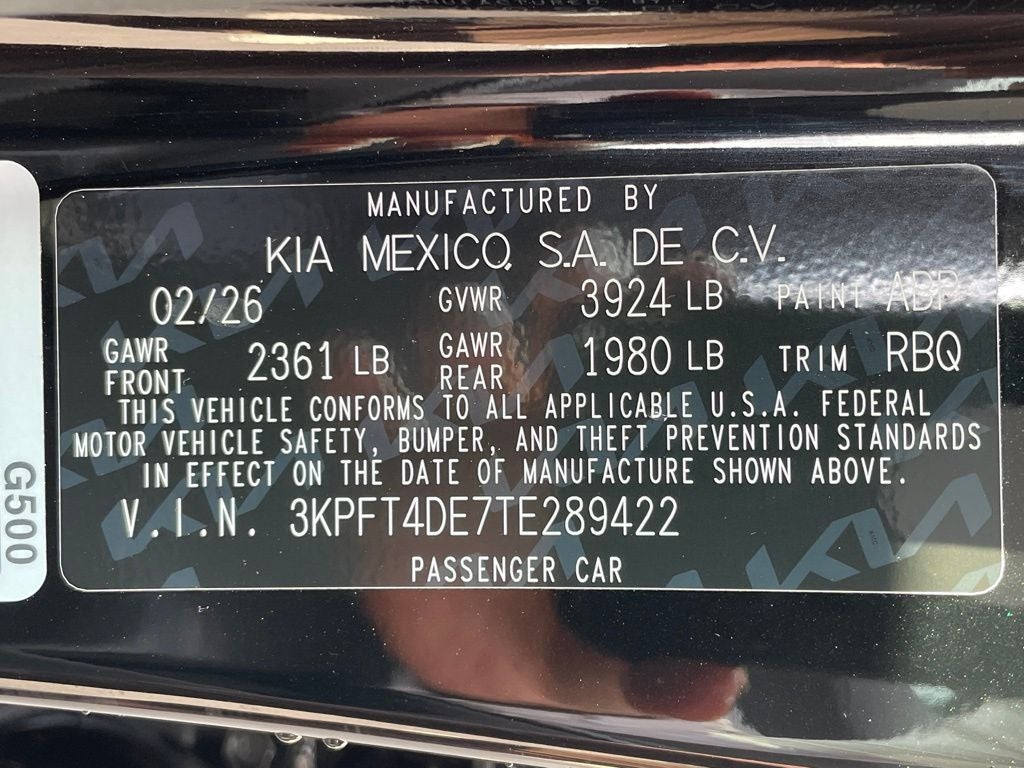 MANUFACTURED BY
KIA MEXICO, S.A. DE C.V.
02/26 GVWR 3924 LB PAINT ABP
GAWR FRONT 2361 LB GAWR REAR 1980 LB TRIM RBQ
THIS VEHICLE CONFORMS TO ALL APPLICABLE U.S.A. FEDERAL
MOTOR VEHICLE SAFETY, BUMPER, AND THEFT PREVENTION STANDARDS
IN EFFECT ON THE DATE OF MANUFACTURE SHOWN ABOVE.
V.I.N. 3KPFT4DE7TE289422
PASSENGER CAR
G500